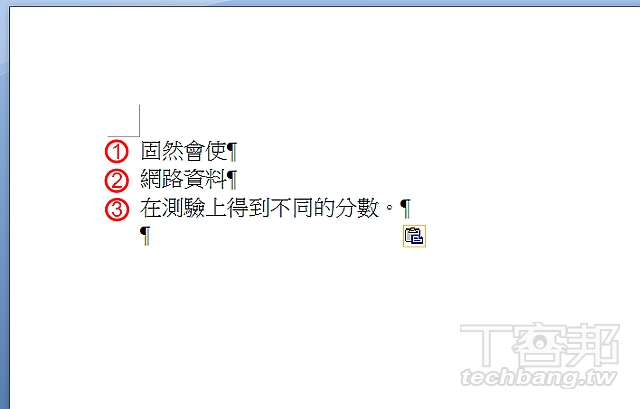 ① 固然會使¶
② 網路資料¶
③ 在測驗上得到不同的分數。¶
¶
丁客邦
techbang.tw